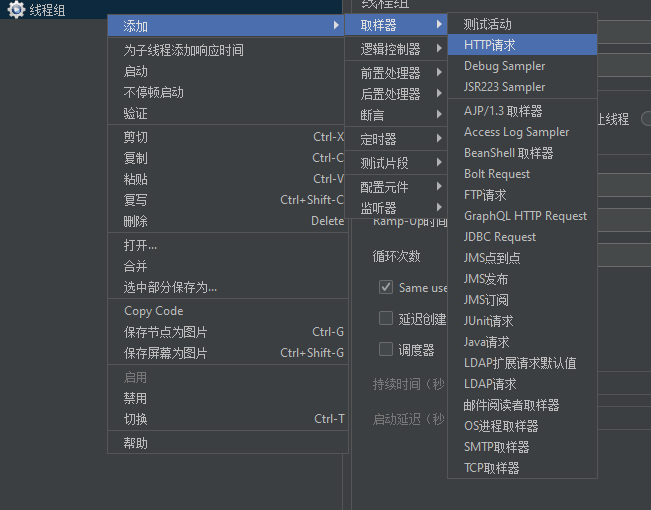 线程组
添加
为子线程添加响应时间
启动
不停顿启动
验证
剪切 Ctrl-X
复制 Ctrl-C
粘贴 Ctrl-V
复写 Ctrl+Shift-C
删除 Delete
打开...
合并
选中部分保存为...
Copy Code
保存节点为图片 Ctrl-G
保存屏幕为图片 Ctrl+Shift-G
启用
禁用
切换 Ctrl-T
帮助
线程组
取样器
逻辑控制器
前置处理器
后置处理器
断言
定时器
测试片段
配置元件
监听器
Ramp-Up时间
循环次数
Same use
延迟创建
调度器
持续时间（秒
启动延迟（秒
测试活动
HTTP请求
Debug Sampler
JSR223 Sampler
AJP/1.3 取样器
Access Log Sampler
BeanShell 取样器
Bolt Request
FTP请求
GraphQL HTTP Request
JDBC Request
JMS点到点
JMS发布
JMS订阅
JUnit请求
Java请求
LDAP扩展请求默认值
LDAP请求
邮件阅读者取样器
OS进程取样器
SMTP取样器
TCP取样器
止线程